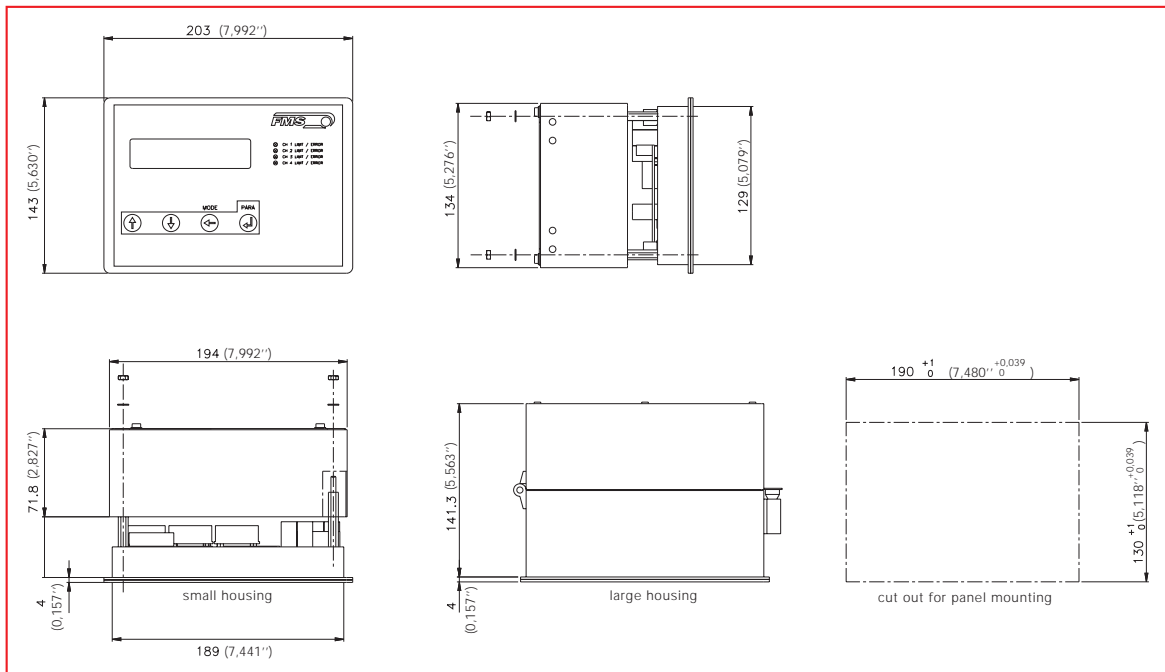 203 (7,992’’)
143 (5,630’’)
FMS
CH 1 LIMIT / ERROR
CH 2 LIMIT / ERROR
CH 3 LIMIT / ERROR
CH 4 LIMIT / ERROR
MODE
PARA
134 (5,276’’)
129 (5,079’’)
194 (7,992’’)
71.8 (2,827’’)
4
(0,157’’)
small housing
189 (7,441’’)
141.3 (5,563’’)
4
(0,157’’)
large housing
190 +1 0 (7,480’’ +0,039 0)
130 +1 0 (5,118’’ +0,039 0)
cut out for panel mounting